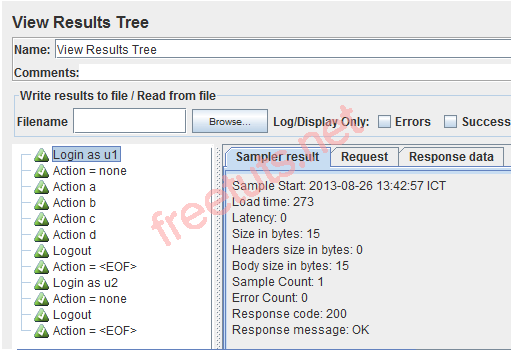 View Results Tree
Name: View Results Tree
Comments:
Write results to file / Read from file
Filename Browse... Log/Display Only: Errors Success
Login as u1
Action = none
Action a
Action b
Action c
Action d
Logout
Action = <EOF>
Login as u2
Action = none
Logout
Action = <EOF>
Sampler result Request Response data
Sample Start: 2013-08-26 13:42:57 ICT
Load time: 273
Latency: 0
Size in bytes: 15
Headers size in bytes: 0
Body size in bytes: 15
Sample Count: 1
Error Count: 0
Response code: 200
Response message: OK
freetuts.net